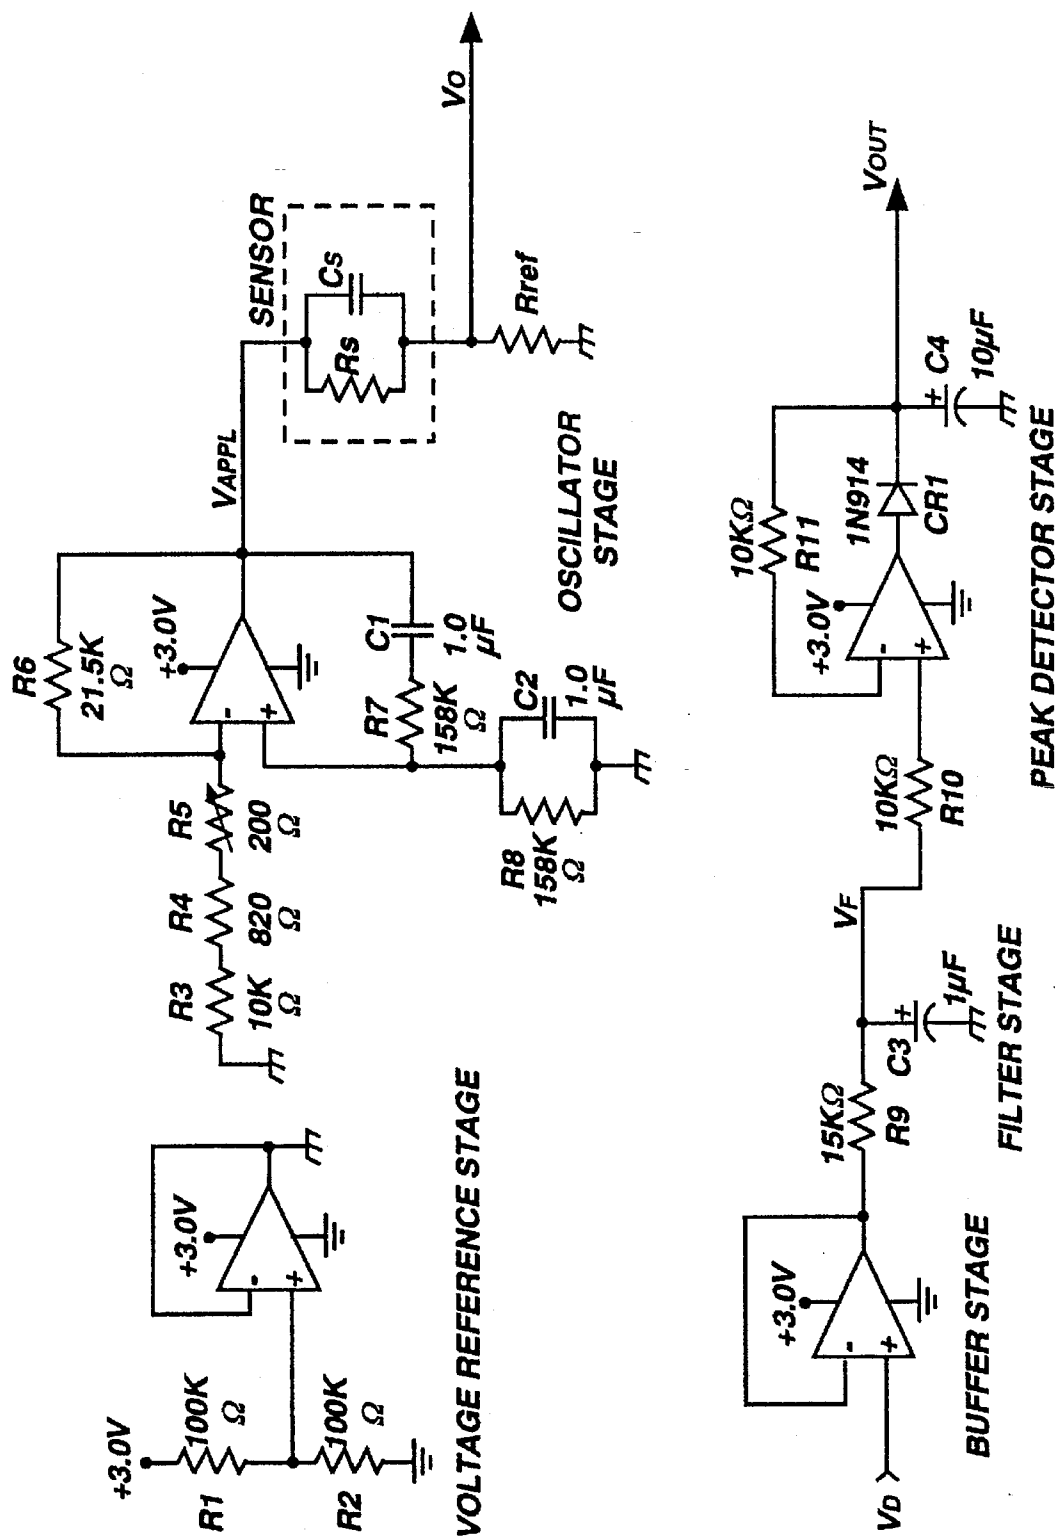 +3.0V
R1
100K
Ω
R2
100K
Ω
+3.0V
-
+
VOLTAGE REFERENCE STAGE
R3
10K
Ω
R4
820
Ω
R5
200
Ω
R6
21.5K
Ω
+3.0V
-
+
R7
158K
Ω
C1
1.0
µF
R8
158K
Ω
C2
1.0
µF
VAPPL
OSCILLATOR
STAGE
SENSOR
Rs
Cs
Rref
VO
VD
+3.0V
-
+
BUFFER STAGE
15KΩ
R9
C3
+
1µF
FILTER STAGE
VF
10KΩ
R10
10KΩ
R11
+3.0V
-
+
1N914
CR1
+
C4
10µF
VOUT
PEAK DETECTOR STAGE